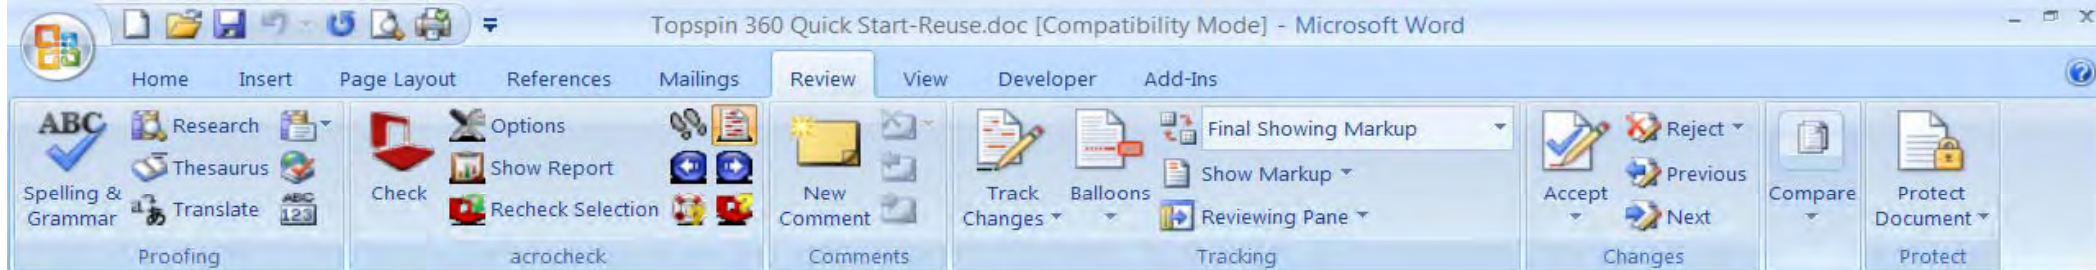 Topspin 360 Quick Start-Reuse.doc [Compatibility Mode] - Microsoft Word
Home Insert Page Layout References Mailings Review View Developer Add-Ins
ABC
Spelling &
Grammar
Research
Thesaurus
Translate
ABC
123
Proofing
Check
Options
Show Report
Recheck Selection
acrocheck
New
Comment
Comments
Track
Changes
Balloons
Final Showing Markup
Show Markup
Reviewing Pane
Tracking
Accept
Reject
Previous
Next
Changes
Compare
Protect
Document
Protect